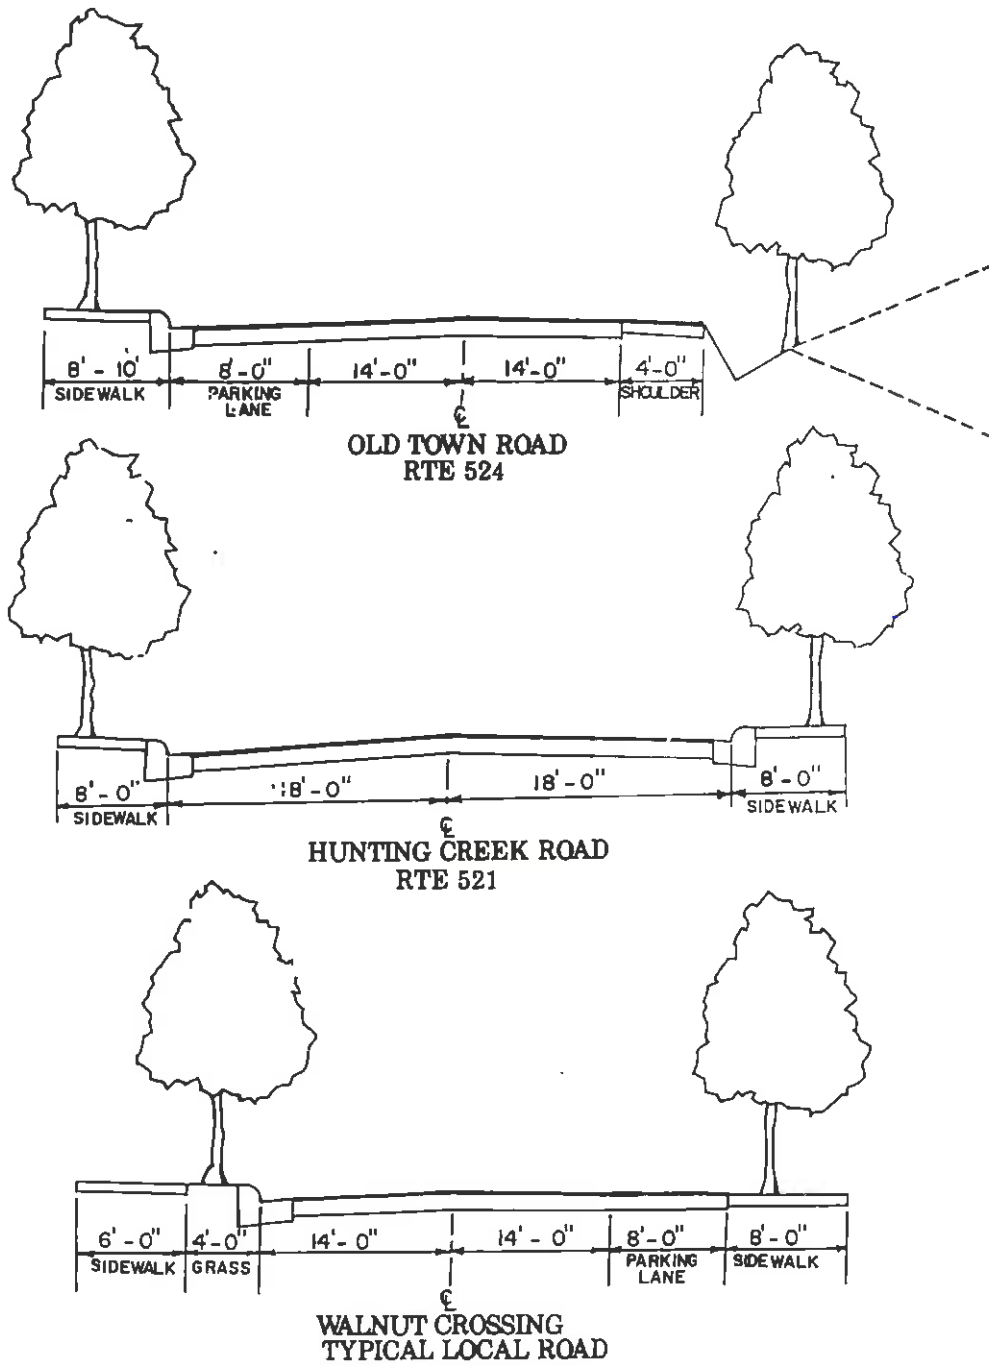 8' - 10' 8'-0" 14'-0" 14'-0" 4'-0"
SIDEWALK PARKING LANE SHOULDER
℄
OLD TOWN ROAD
RTE 524
8' - 0" 18' - 0" 18' - 0" 8' - 0"
SIDEWALK SIDEWALK
℄
HUNTING CREEK ROAD
RTE 521
6' - 0" 4' - 0" 14' - 0" 14' - 0" 8' - 0" 8' - 0"
SIDEWALK GRASS PARKING LANE SIDEWALK
℄
WALNUT CROSSING
TYPICAL LOCAL ROAD